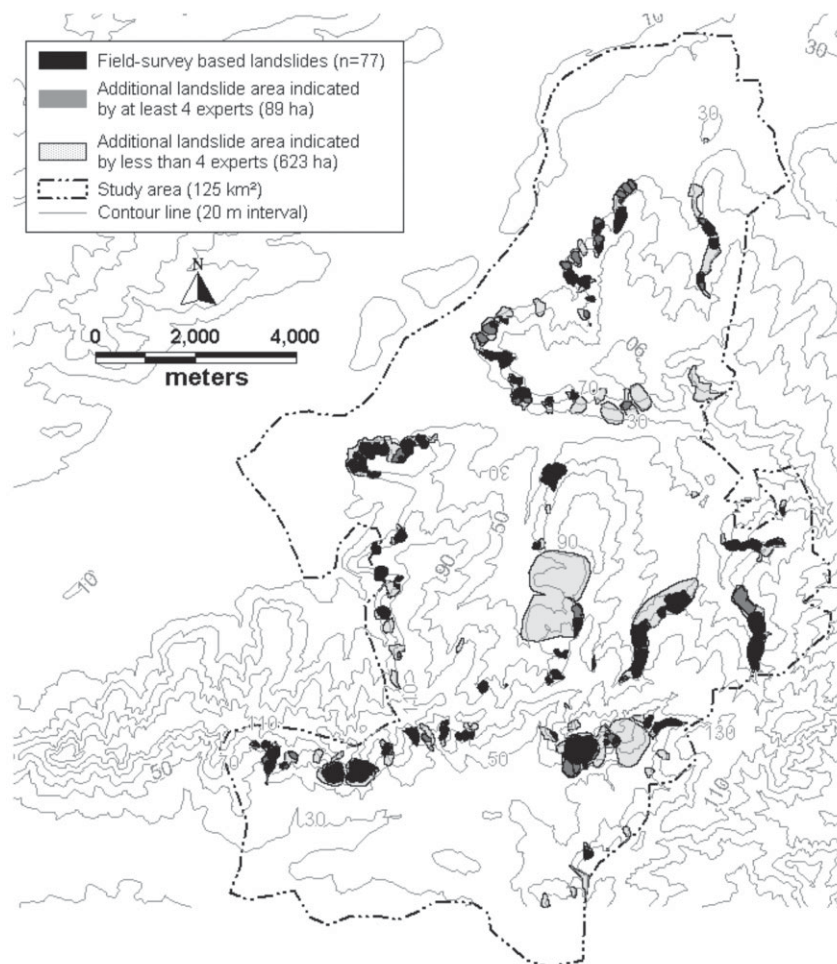 Field-survey based landslides (n=77)
Additional landslide area indicated
by at least 4 experts (89 ha)
Additional landslide area indicated
by less than 4 experts (623 ha)
Study area (125 km²)
Contour line (20 m interval)
N
0 2,000 4,000
meters
10
30
30
90
70
30
30
50
90
90
10
110
110
130
50
50
70
110
30